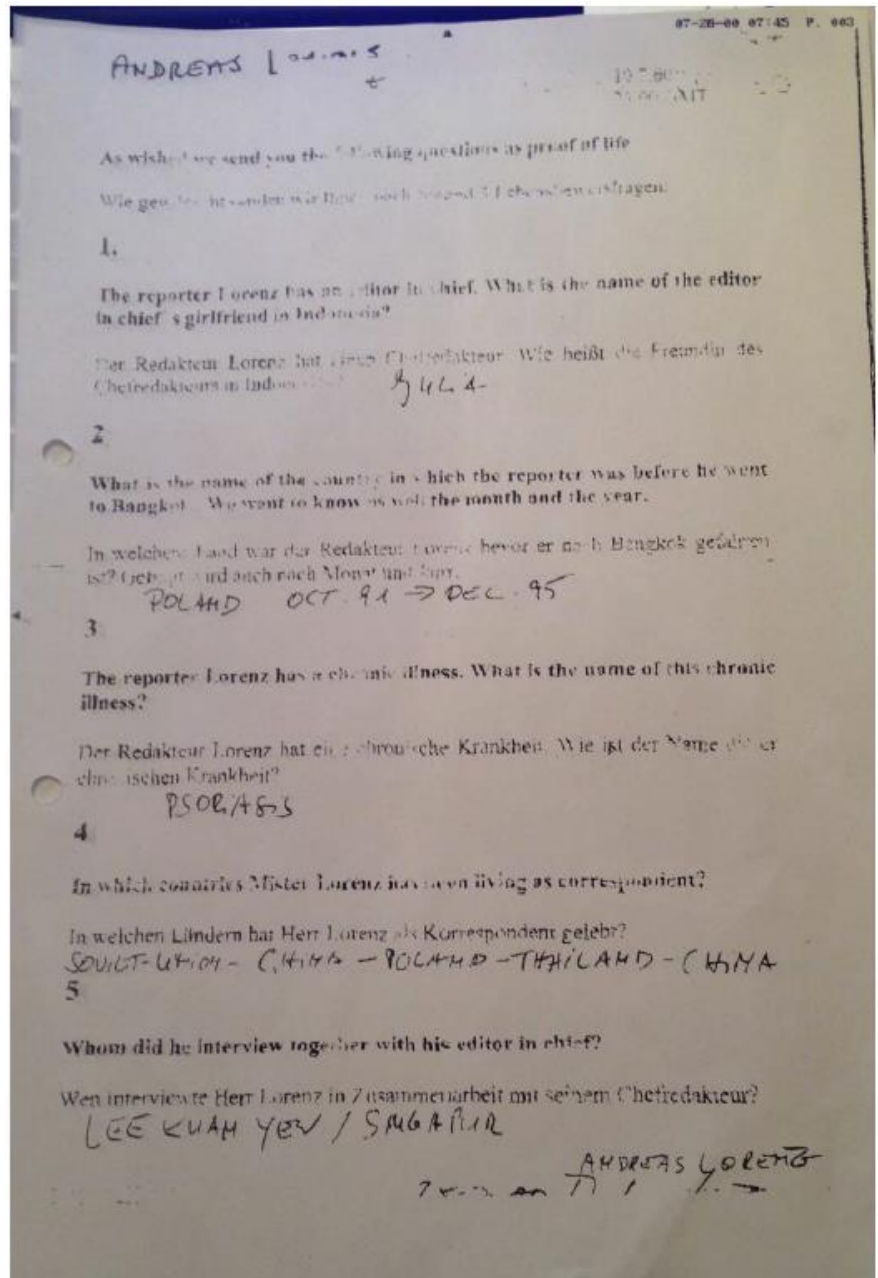 07-28-00 07:45 P. 003
ANDREAS
As we send you the questions as proof of life
Wie wir
1.
The reporter Lorenz has an editor in chief. What is the name of the editor
in chief s girlfriend in Indonesia?
Der Redakteur Lorenz hat Chefredakteur. Wie heißt die Freundin des
Chefredakteurs in
2
What is the name of the country in which the reporter was before he went
to Bangkok We want to know as well the month and the year.
In welchem Land war der Redakteur Lorenz bevor er nach Bangkok gefahren
ist? auch noch Monat und
POLAND OCT. 91 → DEC. 95
3
The reporter Lorenz has a chronic illness. What is the name of this chronic
illness?
Der Redakteur Lorenz hat eine chronische Krankheit. Wie ist der Name dieser
chronischen Krankheit?
PSORIASIS
4
In which countries Mister Lorenz has been living as correspondent?
In welchen Ländern hat Herr Lorenz als Korrespondent gelebt?
SOVIET-UNION - CHINA - POLAND - THAILAND - CHINA
5
Whom did he interview together with his editor in chief?
Wen interviewte Herr Lorenz in Zusammenarbeit mit seinem Chefredakteur?
LEE KUAN YEW / SINGAPUR
ANDREAS LORENZ